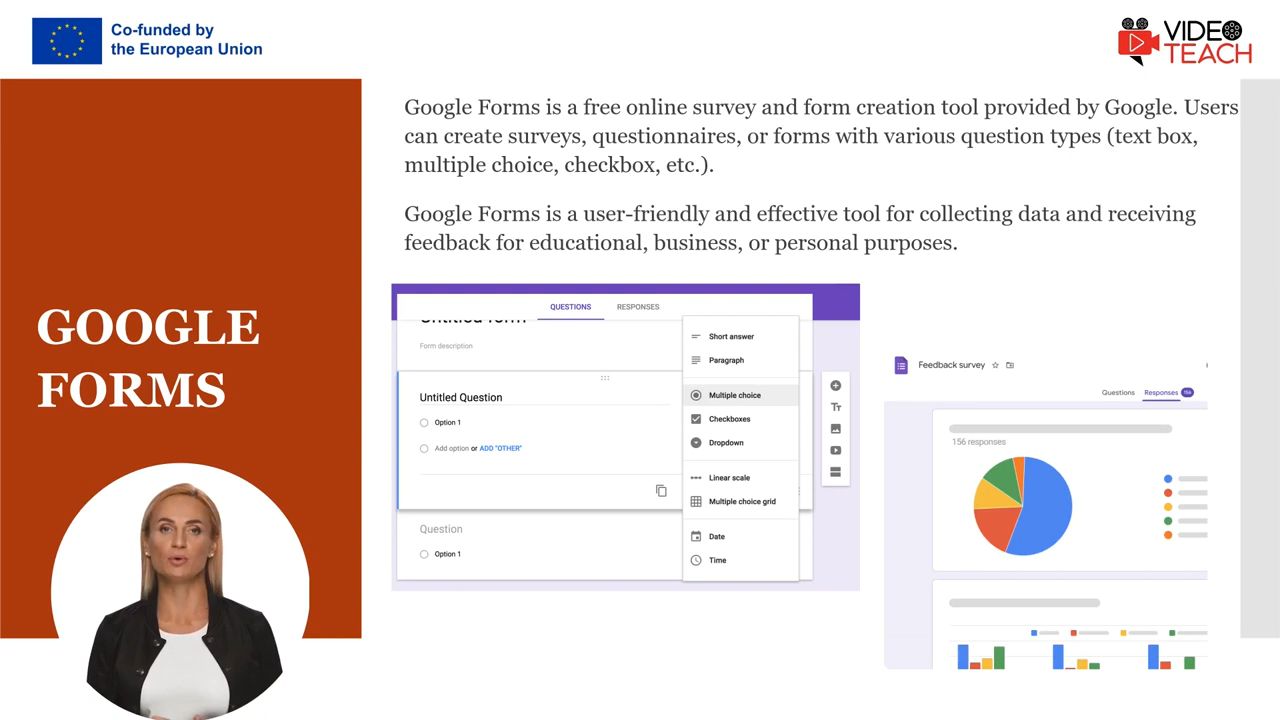 Co-funded by
the European Union
VIDEO
TEACH
Google Forms is a free online survey and form creation tool provided by Google. Users
can create surveys, questionnaires, or forms with various question types (text box,
multiple choice, checkbox, etc.).
Google Forms is a user-friendly and effective tool for collecting data and receiving
feedback for educational, business, or personal purposes.
GOOGLE
FORMS
QUESTIONS RESPONSES
Untitled form
Form description
Untitled Question
Option 1
Add option or ADD "OTHER"
Question
Option 1
Short answer
Paragraph
Multiple choice
Checkboxes
Dropdown
Linear scale
Multiple choice grid
Date
Time
Tт
Feedback survey
Questions Responses 156
156 responses